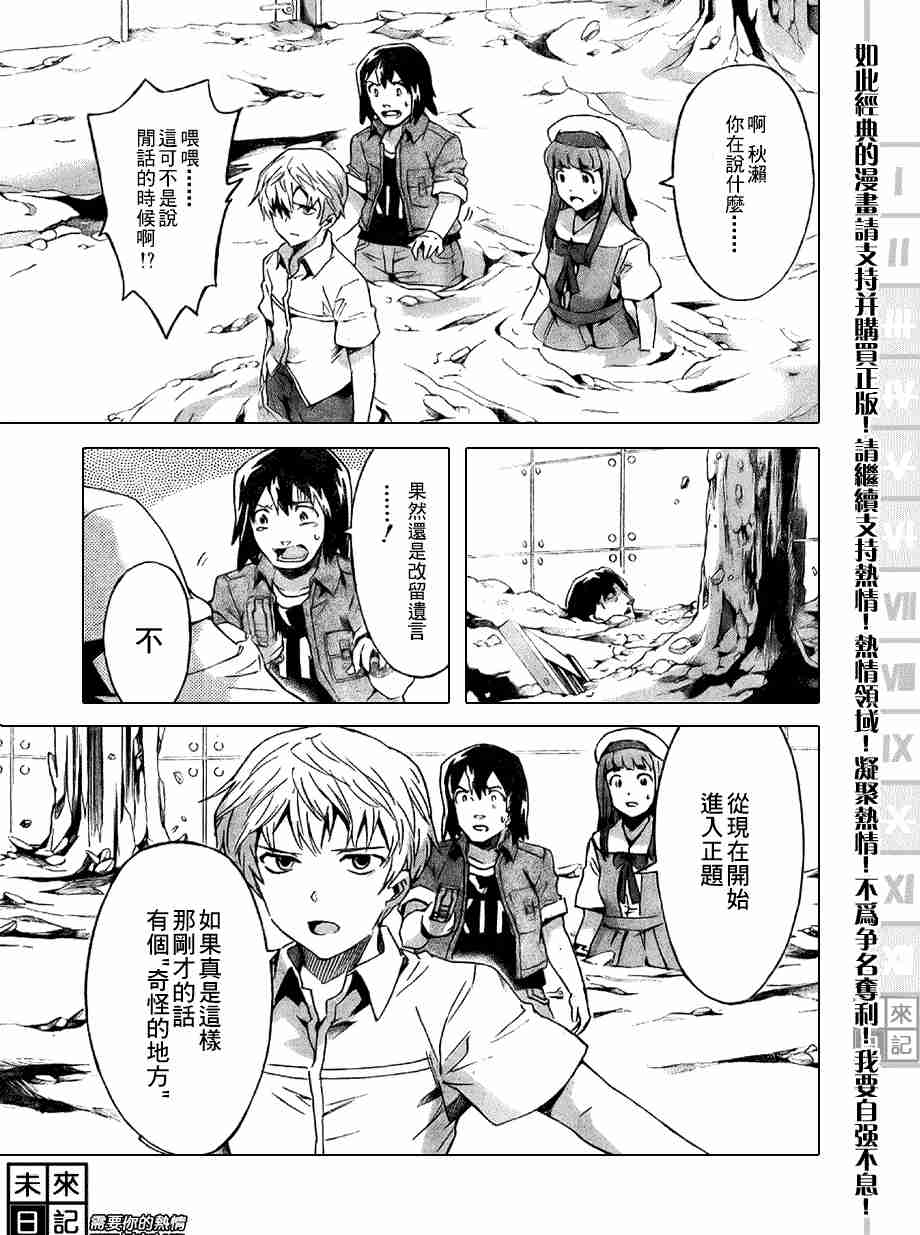 啊 秋瀨
你在說什麼……
喂喂……
這可不是說
閒話的時候啊!?
果然還是改留遺言
……!
不
從現在開始
進入正題
如果真是這樣
那剛才的話
有個"奇怪的地方"
如此經典的漫畫請支持并購買正版!請繼續支持熱情!熱情領域!凝聚熱情!不爲争名奪利!我要自强不息!
I
II
VII
VIII
IX
X
XI
來
記
未來
日記
需要你的熱情